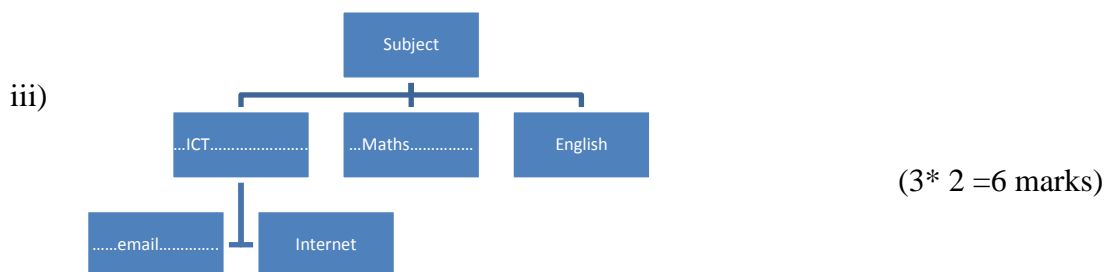 Subject
iii)
…ICT…………………..
…Maths……………
English
(3* 2 =6 marks)
……email…………..
Internet